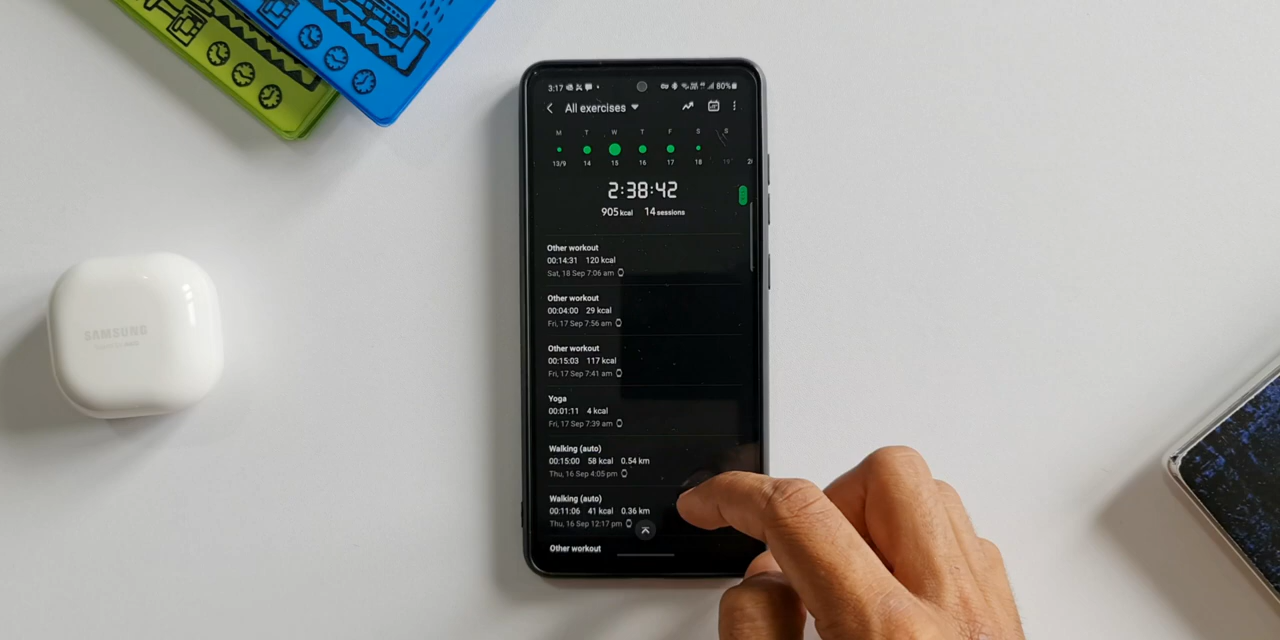 3:17
80%
All exercises
M T W T F S S
13/9 14 15 16 17 18 19
2:38:42
905 kcal 14 sessions
Other workout
00:14:31 120 kcal
Sat, 18 Sep 7:06 am
Other workout
00:04:00 29 kcal
Fri, 17 Sep 7:56 am
Other workout
00:15:03 117 kcal
Fri, 17 Sep 7:41 am
Yoga
00:01:11 4 kcal
Fri, 17 Sep 7:39 am
Walking (auto)
00:15:00 58 kcal 0.54 km
Thu, 16 Sep 4:05 pm
Walking (auto)
00:11:06 41 kcal 0.36 km
Thu, 16 Sep 12:17 pm
Other workout
SAMSUNG